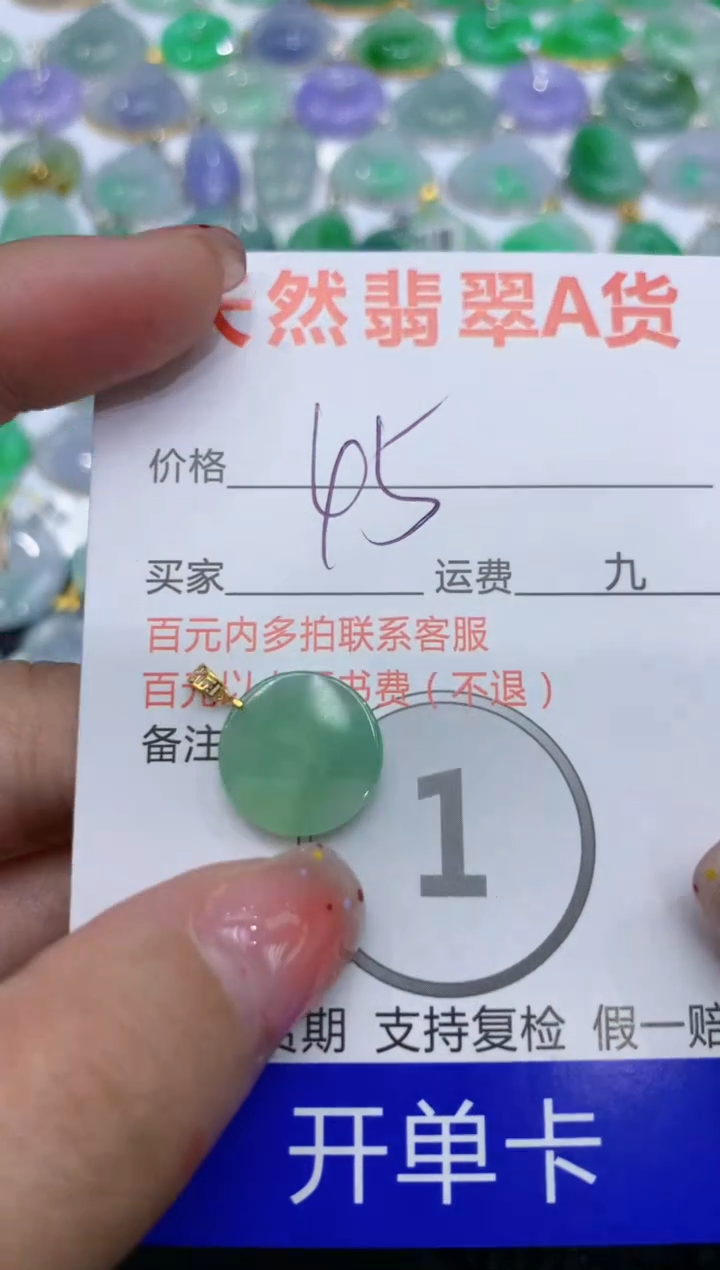 然翡翠A货
价格 45
买家 运费 九
百元内多拍联系客服
百元以 书费(不退)
备注
1
期 支持复检 假一赔
开单卡